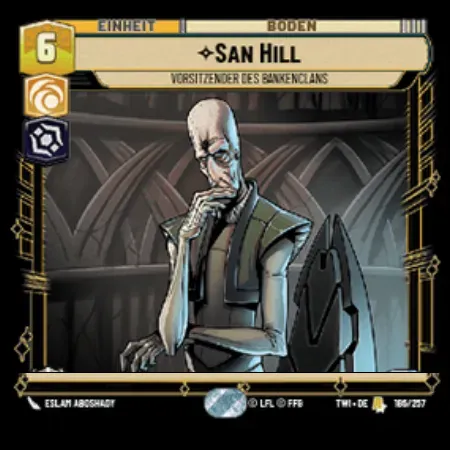 EINHEIT
BODEN
6
SAN HILL
VORSITZENDER DES BANKENCLANS
ESLAM ABOSHADY
© LFL © FFG
TWI • DE
186/257